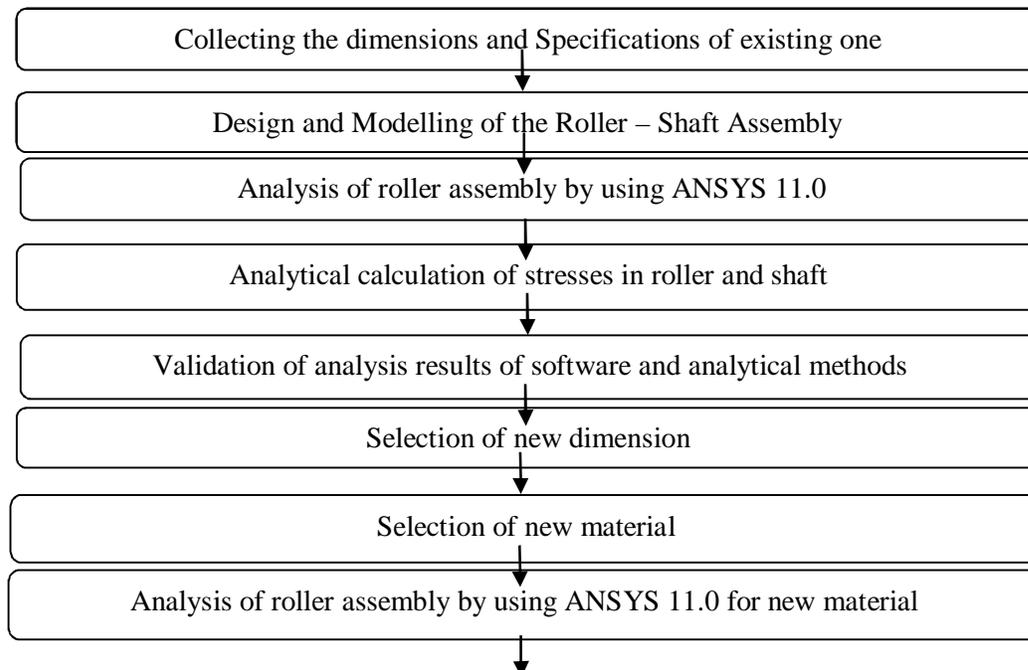 Collecting the dimensions and Specifications of existing one
Design and Modelling of the Roller – Shaft Assembly
Analysis of roller assembly by using ANSYS 11.0
Analytical calculation of stresses in roller and shaft
Validation of analysis results of software and analytical methods
Selection of new dimension
Selection of new material
Analysis of roller assembly by using ANSYS 11.0 for new material